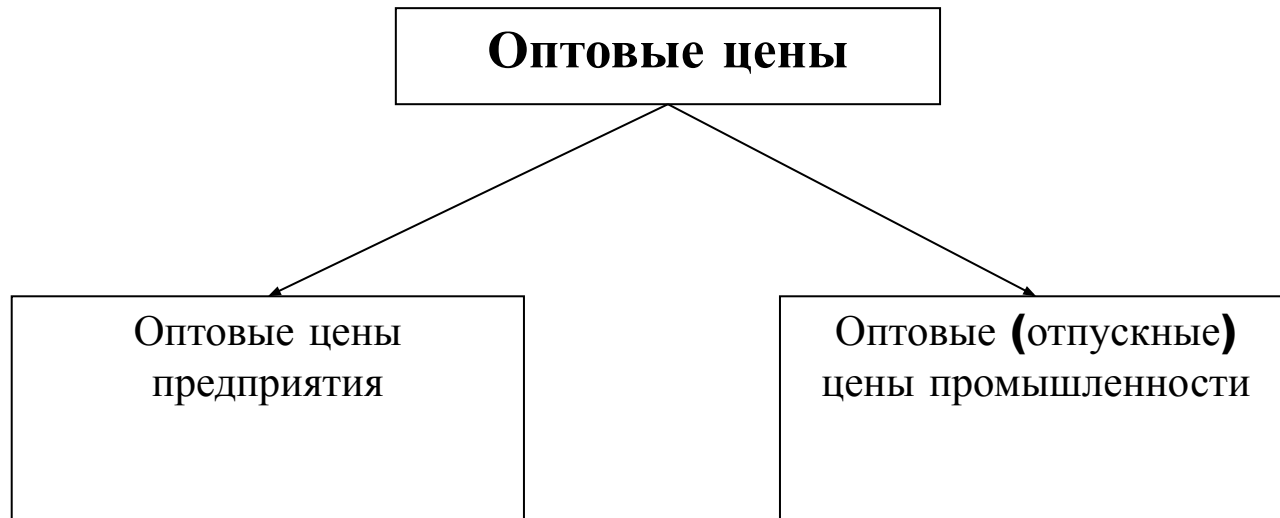 Оптовые цены
Оптовые цены
предприятия
Оптовые (отпускные)
цены промышленности